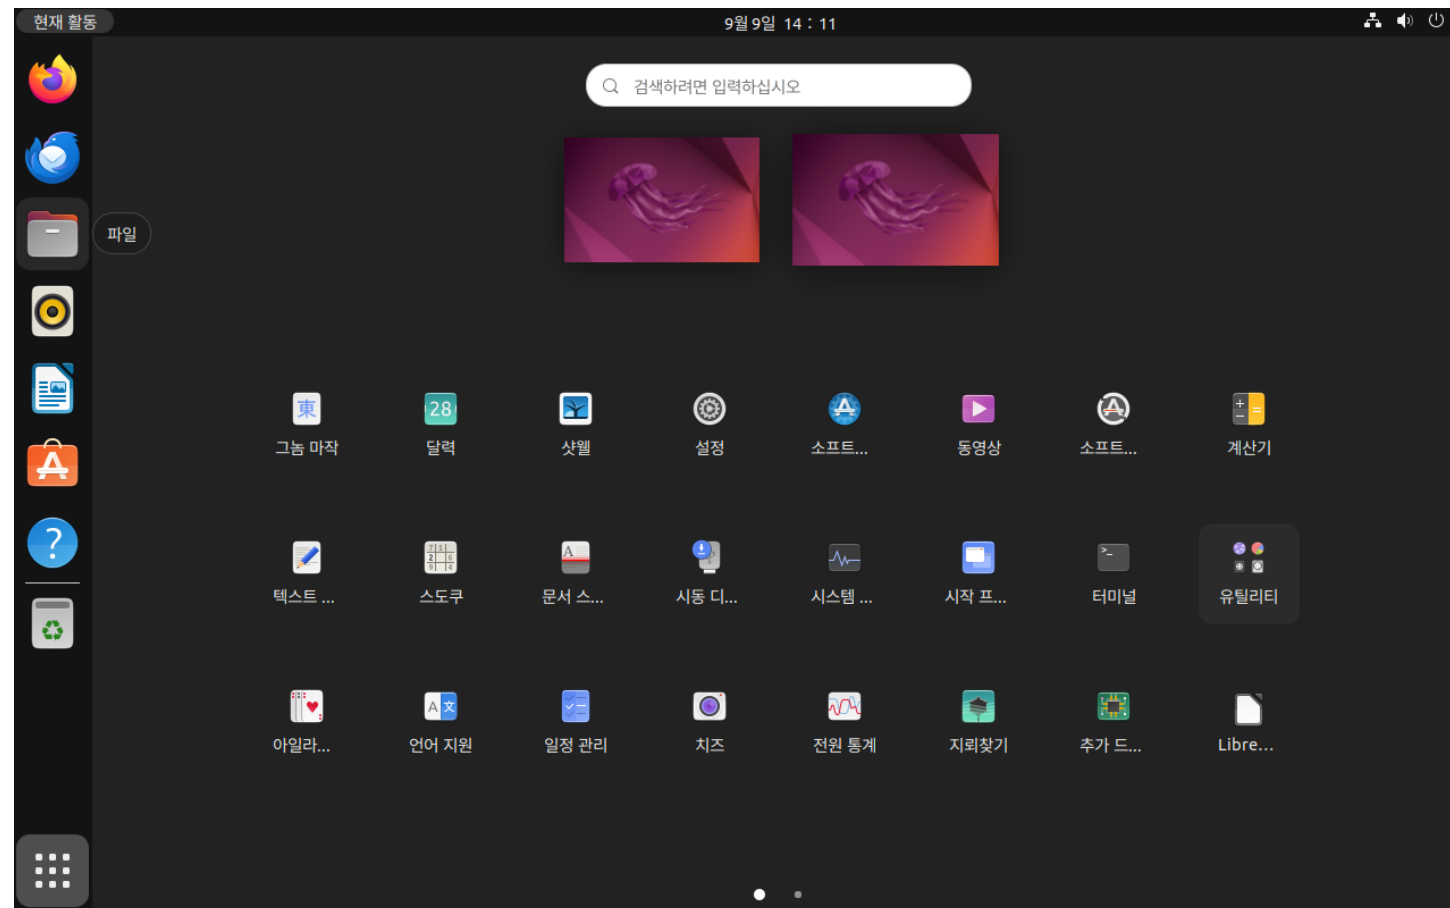 현재 활동
9월 9일 14：11
검색하려면 입력하십시오
파일
그놈 마작
달력
샷웰
설정
소프트...
동영상
소프트...
계산기
텍스트 ...
스도쿠
문서 스...
시동 디...
시스템 ...
시작 프...
터미널
유틸리티
아일라...
언어 지원
일정 관리
치즈
전원 통계
지뢰찾기
추가 드...
Libre...